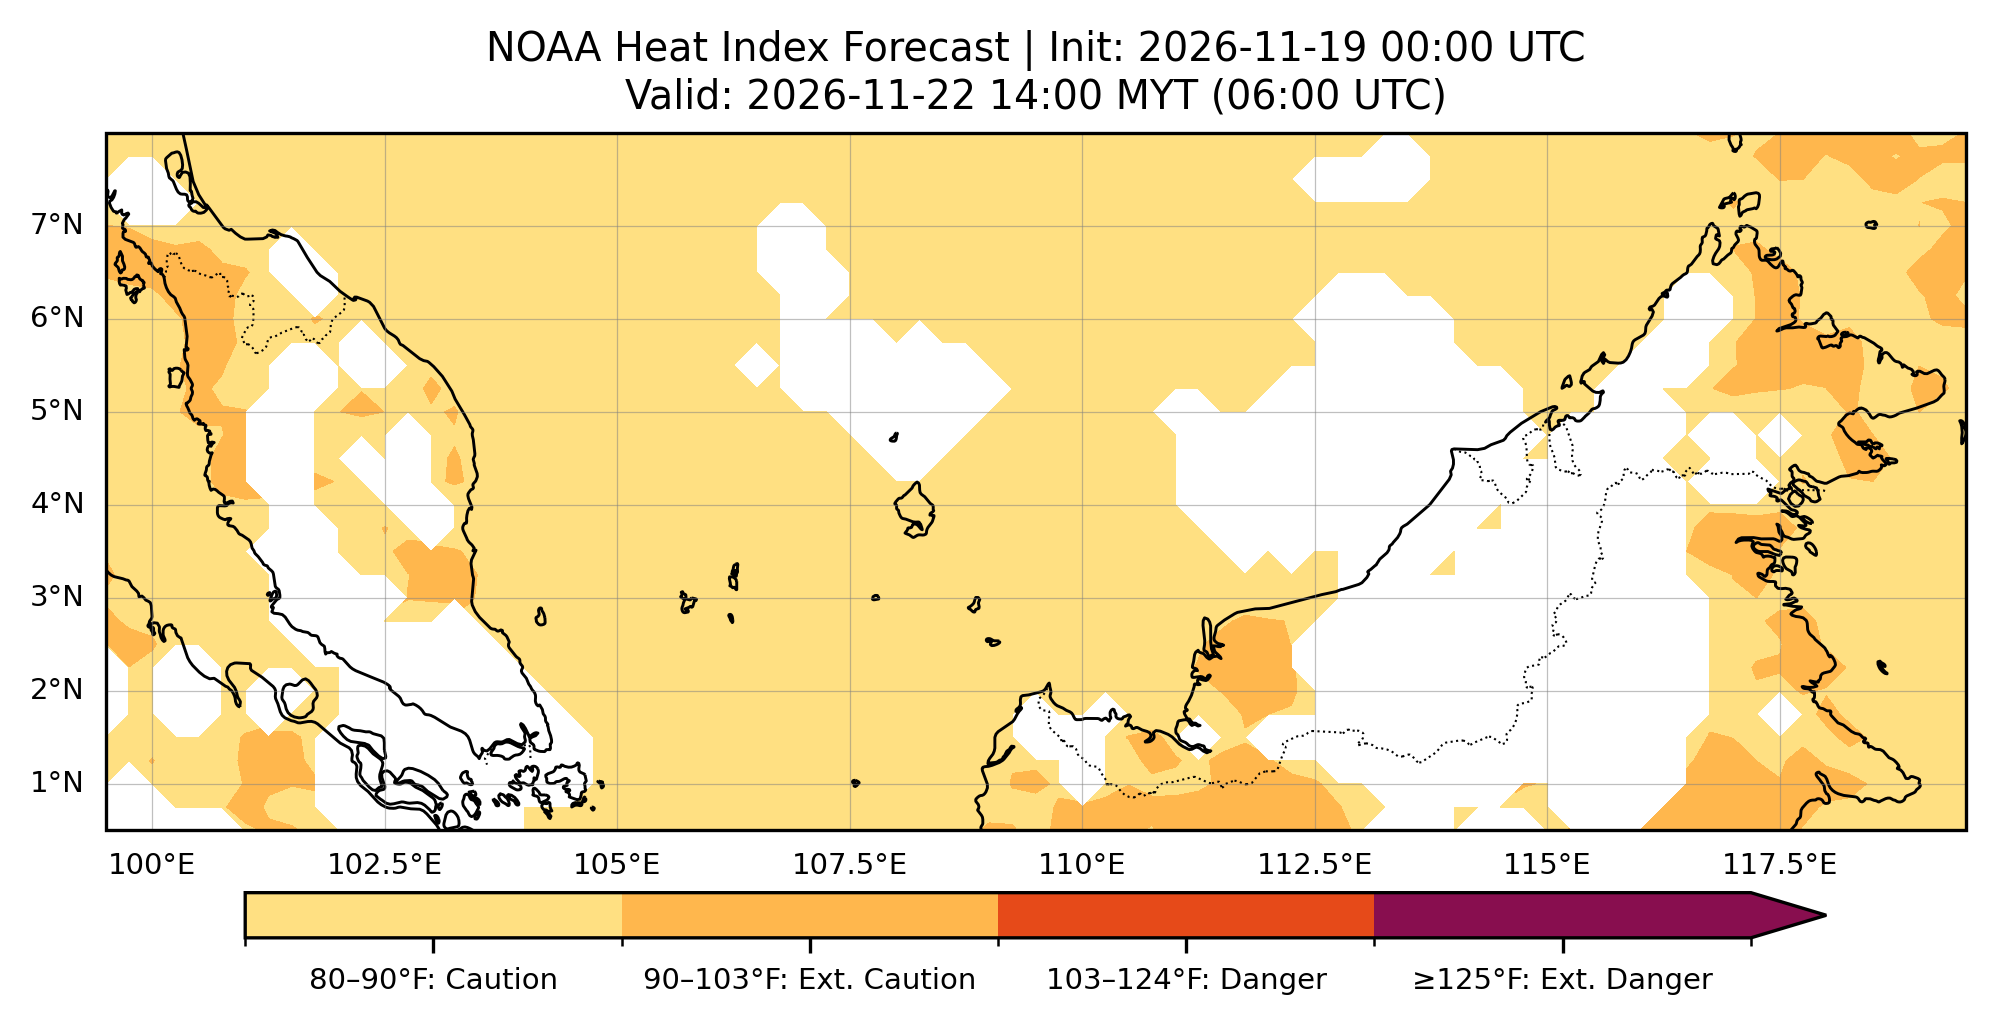 NOAA Heat Index Forecast | Init: 2026-11-19 00:00 UTC
Valid: 2026-11-22 14:00 MYT (06:00 UTC)
7°N
6°N
5°N
4°N
3°N
2°N
1°N
100°E 102.5°E 105°E 107.5°E 110°E 112.5°E 115°E 117.5°E
80–90°F: Caution 90–103°F: Ext. Caution 103–124°F: Danger ≥125°F: Ext. Danger